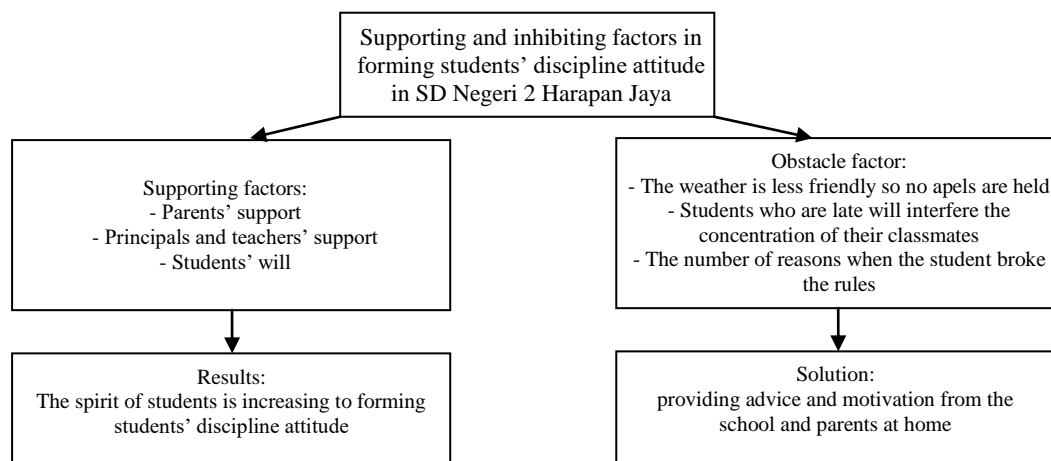 Supporting and inhibiting factors in
forming students’ discipline attitude
in SD Negeri 2 Harapan Jaya
Supporting factors:
- Parents’ support
- Principals and teachers’ support
- Students’ will
Obstacle factor:
- The weather is less friendly so no apels are held
- Students who are late will interfere the
concentration of their classmates
- The number of reasons when the student broke
the rules
Results:
The spirit of students is increasing to forming
students’ discipline attitude
Solution:
providing advice and motivation from the
school and parents at home